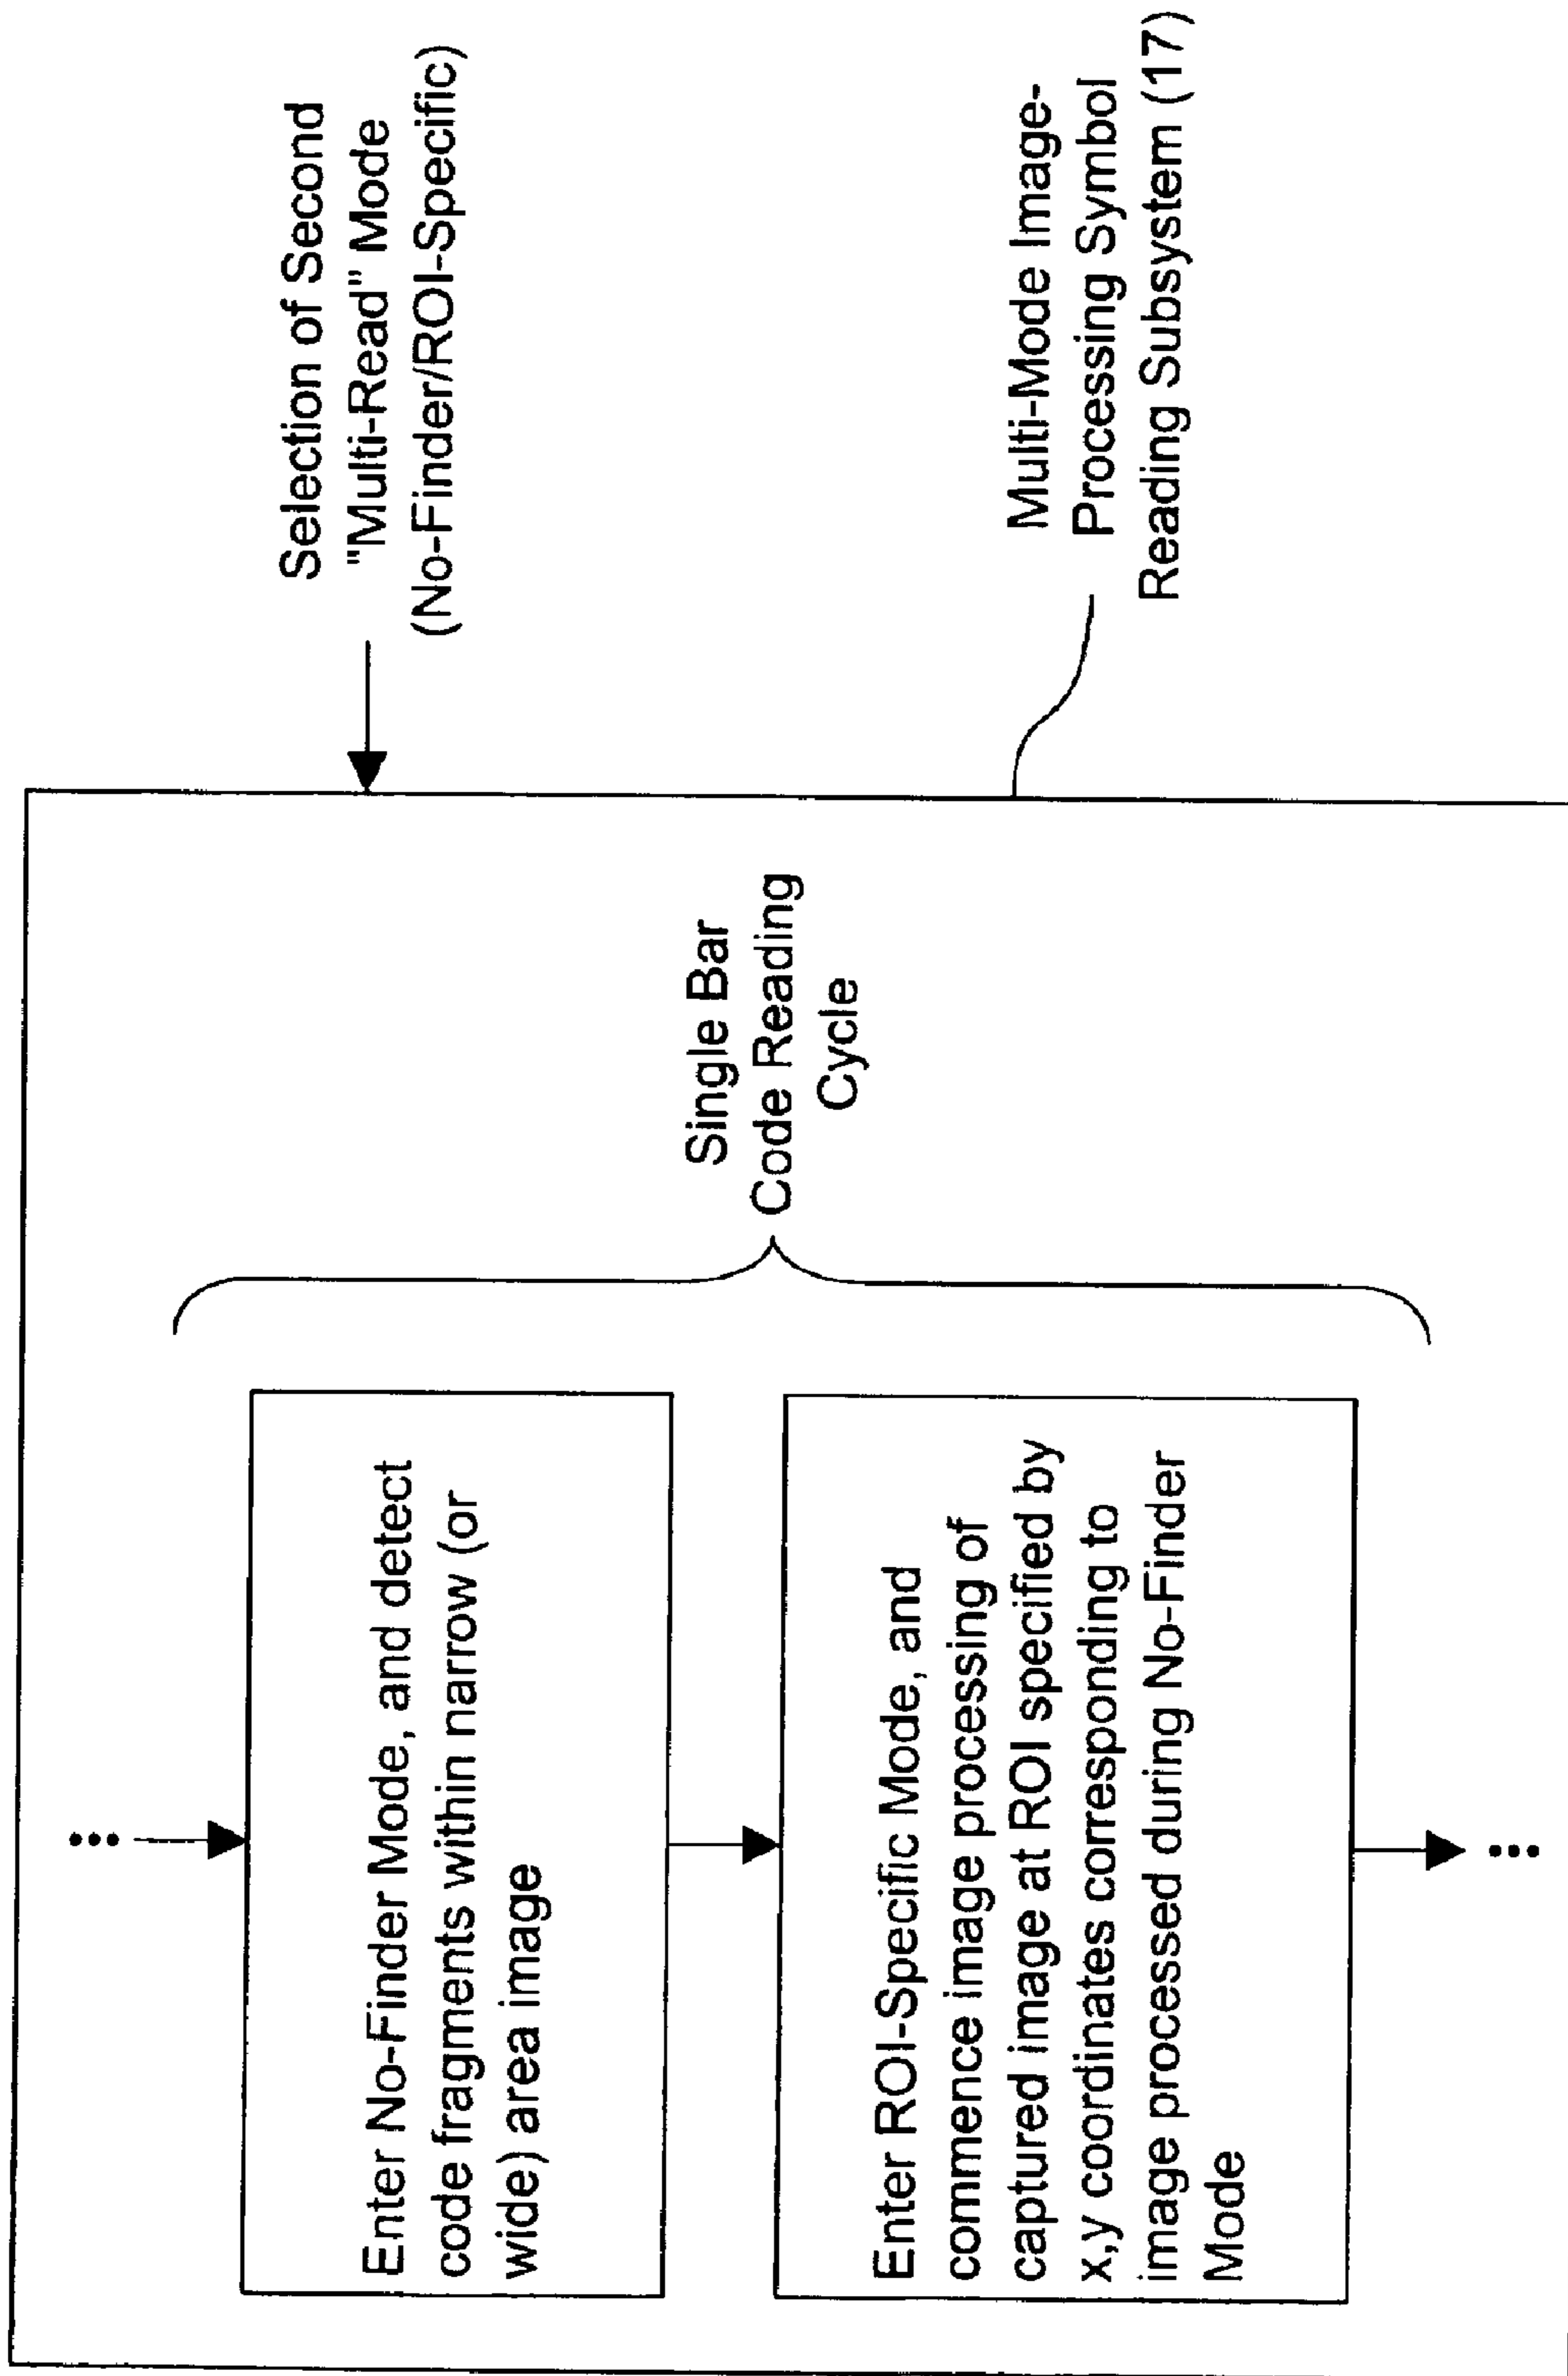 Selection of Second
"Multi-Read" Mode
(No-Finder/ROI-Specific)
Enter No-Finder Mode, and detect
code fragments within narrow (or
wide) area image
Single Bar
Code Reading
Cycle
Enter ROI-Specific Mode, and
commence image processing of
captured image at ROI specified by
x,y coordinates corresponding to
image processed during No-Finder
Mode
Multi-Mode Image-
Processing Symbol
Reading Subsystem (17)